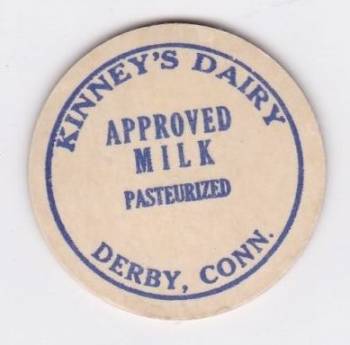 KINNEY'S DAIRY
APPROVED
MILK
PASTEURIZED
DERBY, CONN.